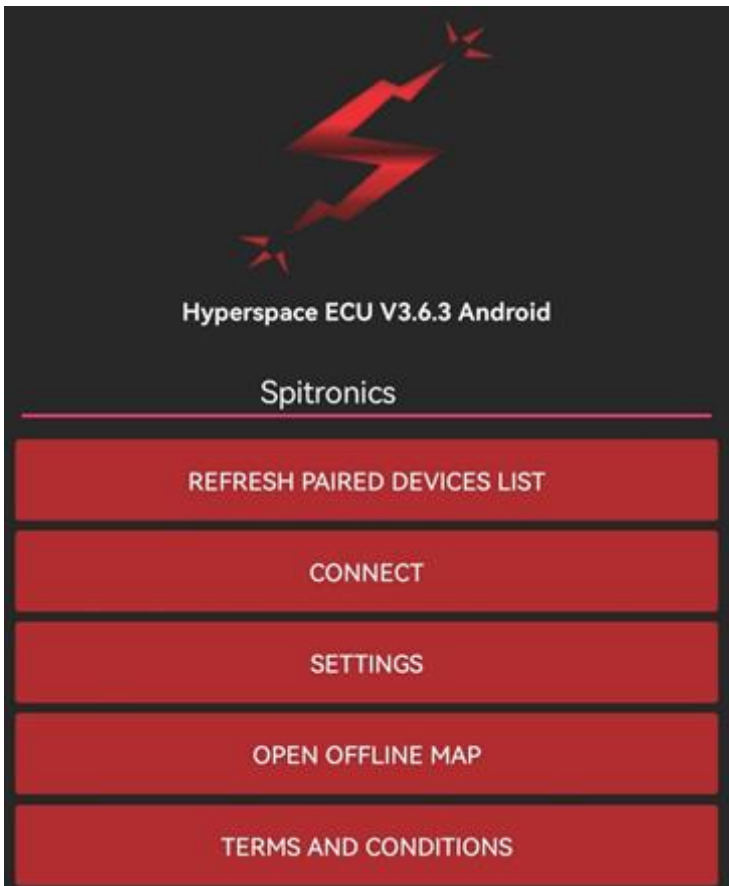 Hyperspace ECU V3.6.3 Android
Spitronics
REFRESH PAIRED DEVICES LIST
CONNECT
SETTINGS
OPEN OFFLINE MAP
TERMS AND CONDITIONS